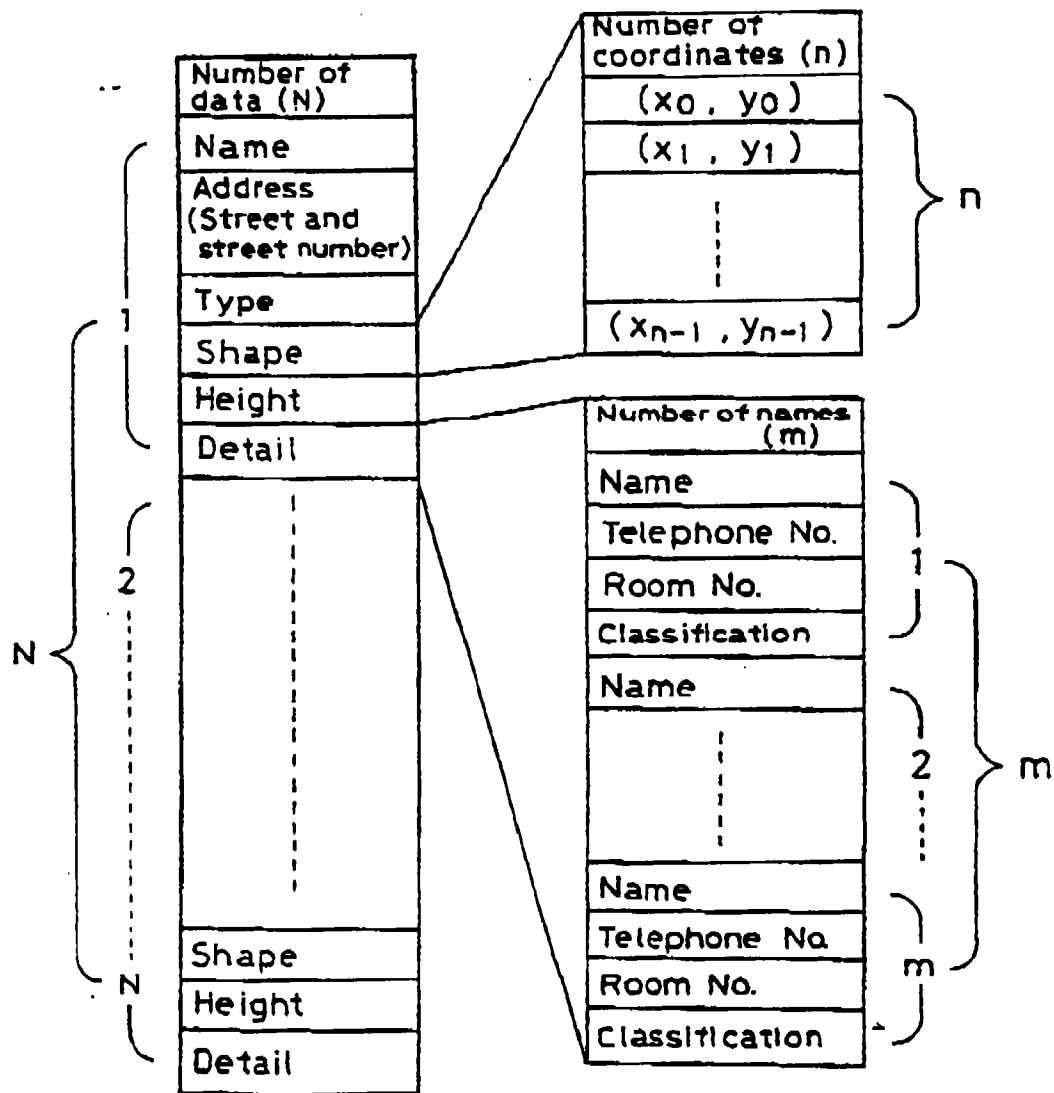 Number of
data (N)
Name
Address
(Street and
street number)
Type
Shape
Height
Detail
Shape
Height
Detail
1
2
N
N
Number of
coordinates (n)
(x0, y0)
(x1, y1)
(xn-1, yn-1)
n
Number of names
(m)
Name
Telephone No.
Room No.
Classification
Name
Name
Telephone No
Room No.
Classification
1
2
m
m